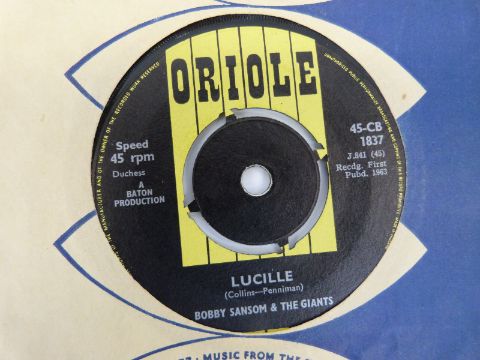 ORIOLE
Speed
45 rpm
Duchess
A
BATON
PRODUCTION
45-CB
1837
J.841 (45)
Recdg. First
Pubd. 1963
LUCILLE
(Collins—Penniman)
BOBBY SANSOM & THE GIANTS
MUSIC FROM THE